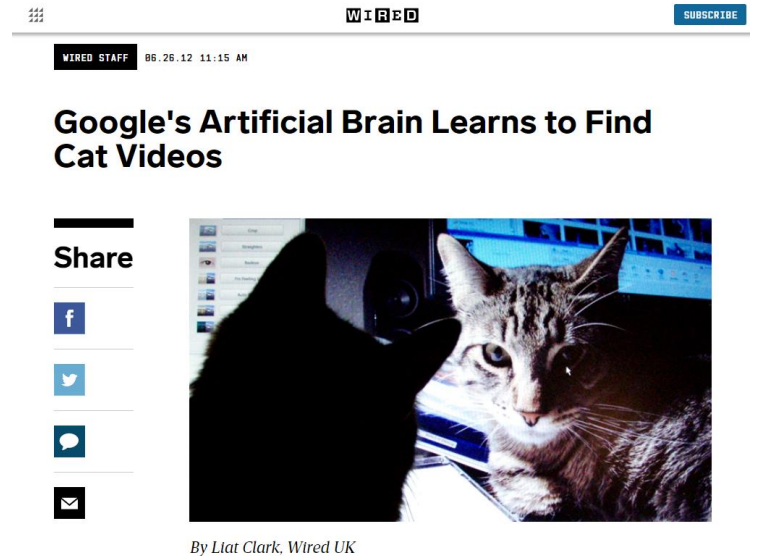 WIRED
SUBSCRIBE
WIRED STAFF 06.26.12 11:15 AM
Google's Artificial Brain Learns to Find
Cat Videos
Share
f
By Liat Clark, Wired UK